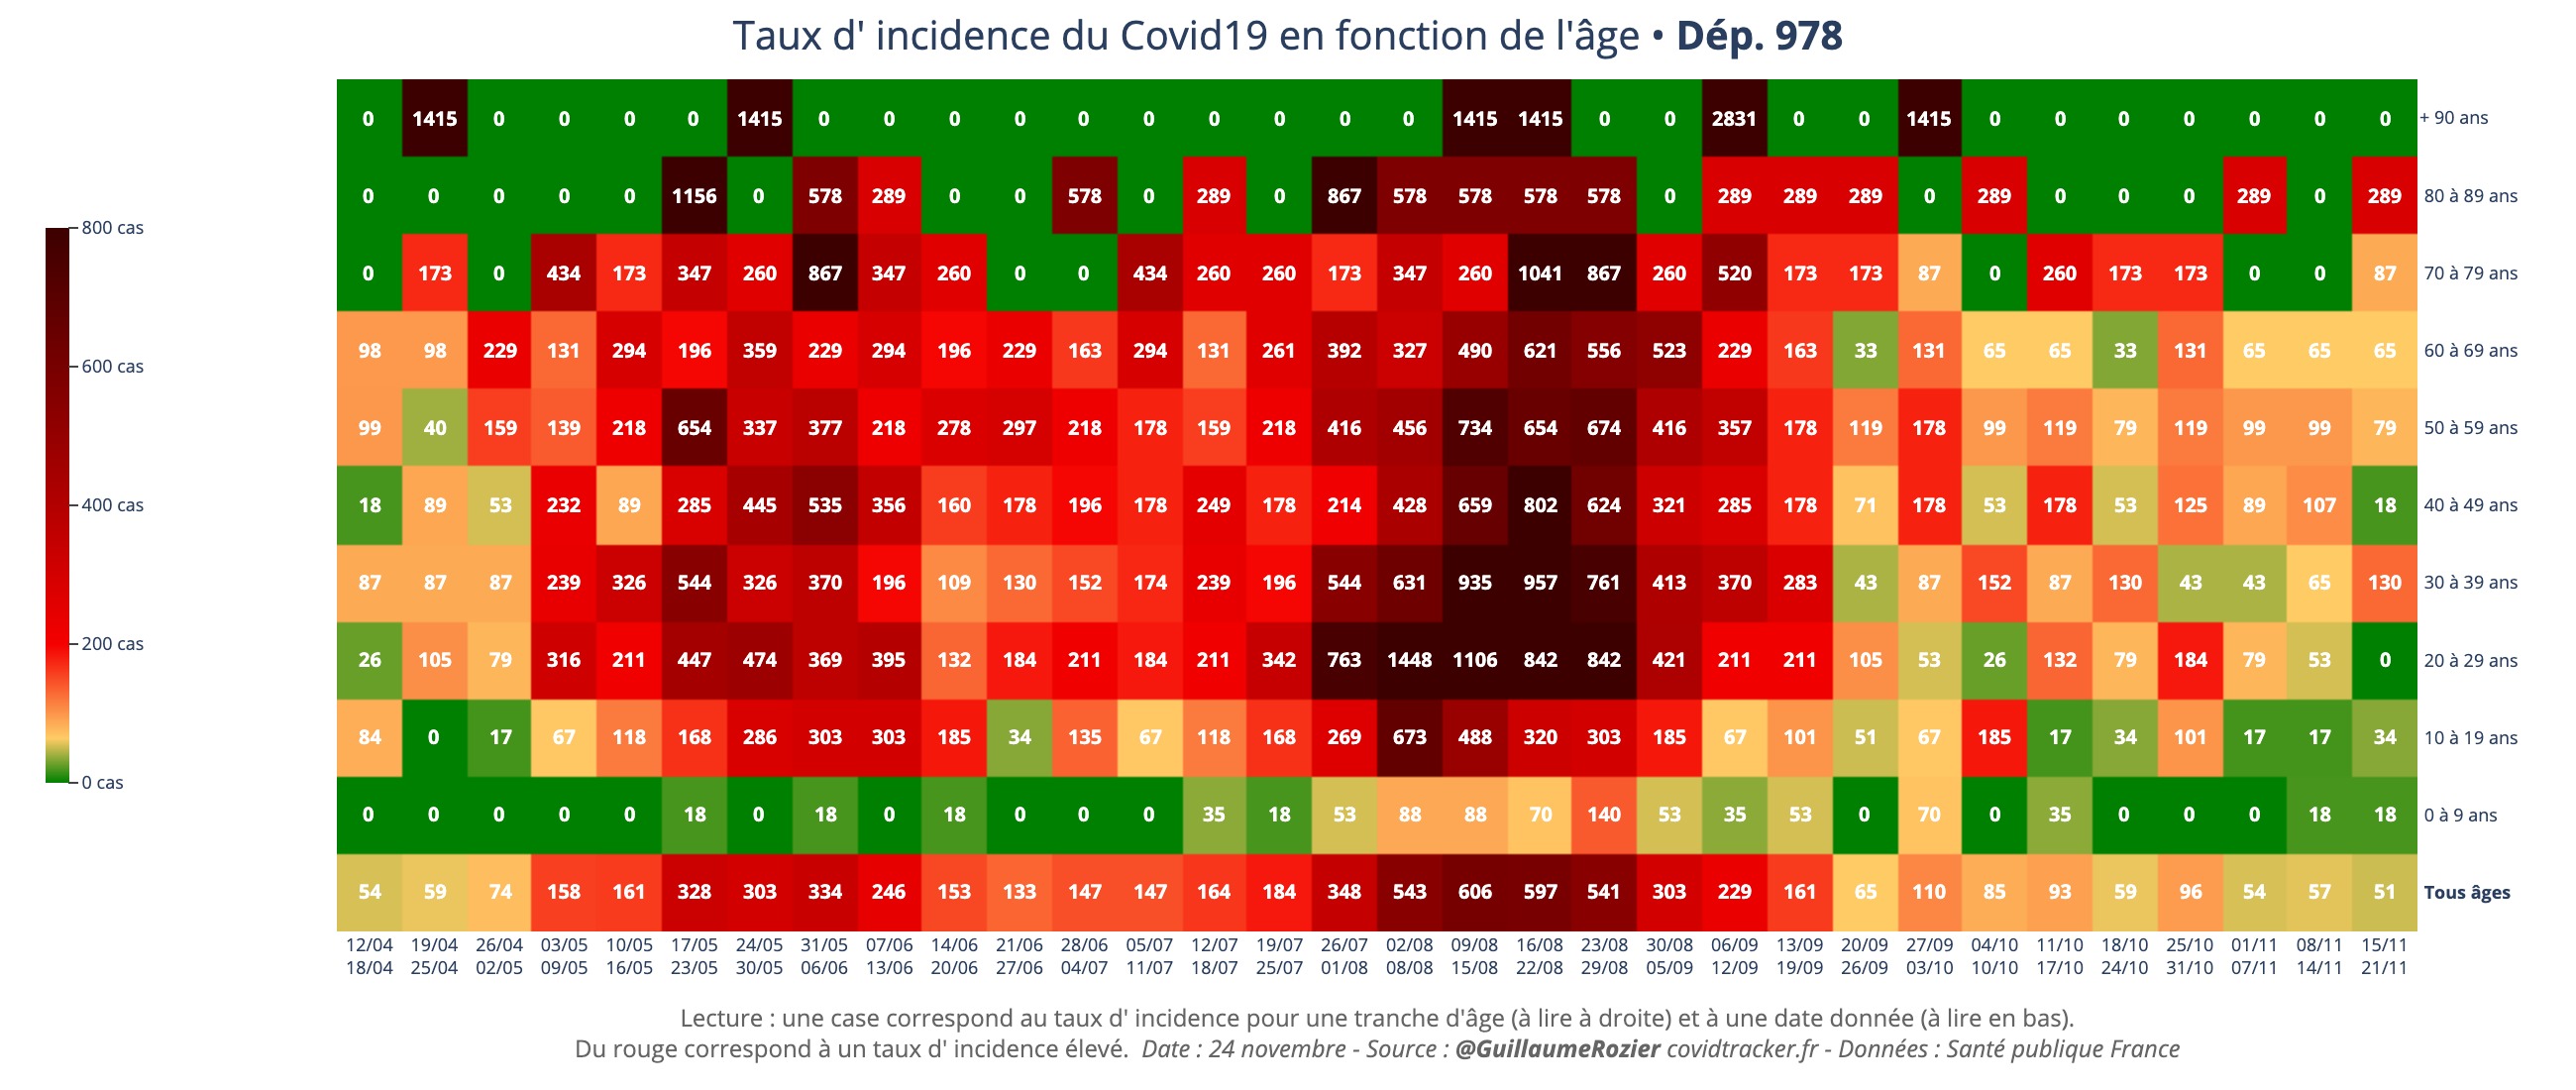 Taux d' incidence du Covid19 en fonction de l'âge • Dép. 978
0 1415 0 0 0 0 1415 0 0 0 0 0 0 0 0 0 0 1415 1415 0 0 2831 0 0 1415 0 0 0 0 0 0 0 + 90 ans
0 0 0 0 0 1156 0 578 289 0 0 578 0 289 0 867 578 578 578 578 0 289 289 289 0 289 0 0 0 289 0 289 80 à 89 ans
800 cas
0 173 0 434 173 347 260 867 347 260 0 0 434 260 260 173 347 260 1041 867 260 520 173 173 87 0 260 173 173 0 0 87 70 à 79 ans
98 98 229 131 294 196 359 229 294 196 229 163 294 131 261 392 327 490 621 556 523 229 163 33 131 65 65 33 131 65 65 65 60 à 69 ans
600 cas
99 40 159 139 218 654 337 377 218 278 297 218 178 159 218 416 456 734 654 674 416 357 178 119 178 99 119 79 119 99 99 79 50 à 59 ans
400 cas
18 89 53 232 89 285 445 535 356 160 178 196 178 249 178 214 428 659 802 624 321 285 178 71 178 53 178 53 125 89 107 18 40 à 49 ans
87 87 87 239 326 544 326 370 196 109 130 152 174 239 196 544 631 935 957 761 413 370 283 43 87 152 87 130 43 43 65 130 30 à 39 ans
200 cas
26 105 79 316 211 447 474 369 395 132 184 211 184 211 342 763 1448 1106 842 842 421 211 211 105 53 26 132 79 184 79 53 0 20 à 29 ans
84 0 17 67 118 168 286 303 303 185 34 135 67 118 168 269 673 488 320 303 185 67 101 51 67 185 17 34 101 17 17 34 10 à 19 ans
0 cas
0 0 0 0 0 18 0 18 0 18 0 0 0 35 18 53 88 88 70 140 53 35 53 0 70 0 35 0 0 0 18 18 0 à 9 ans
54 59 74 158 161 328 303 334 246 153 133 147 147 164 184 348 543 606 597 541 303 229 161 65 110 85 93 59 96 54 57 51 Tous âges
12/04 19/04 26/04 03/05 10/05 17/05 24/05 31/05 07/06 14/06 21/06 28/06 05/07 12/07 19/07 26/07 02/08 09/08 16/08 23/08 30/08 06/09 13/09 20/09 27/09 04/10 11/10 18/10 25/10 01/11 08/11 15/11
18/04 25/04 02/05 09/05 16/05 23/05 30/05 06/06 13/06 20/06 27/06 04/07 11/07 18/07 25/07 01/08 08/08 15/08 22/08 29/08 05/09 12/09 19/09 26/09 03/10 10/10 17/10 24/10 31/10 07/11 14/11 21/11
Lecture : une case correspond au taux d' incidence pour une tranche d'âge (à lire à droite) et à une date donnée (à lire en bas).
Du rouge correspond à un taux d' incidence élevé. Date : 24 novembre - Source : @GuillaumeRozier covidtracker.fr - Données : Santé publique France